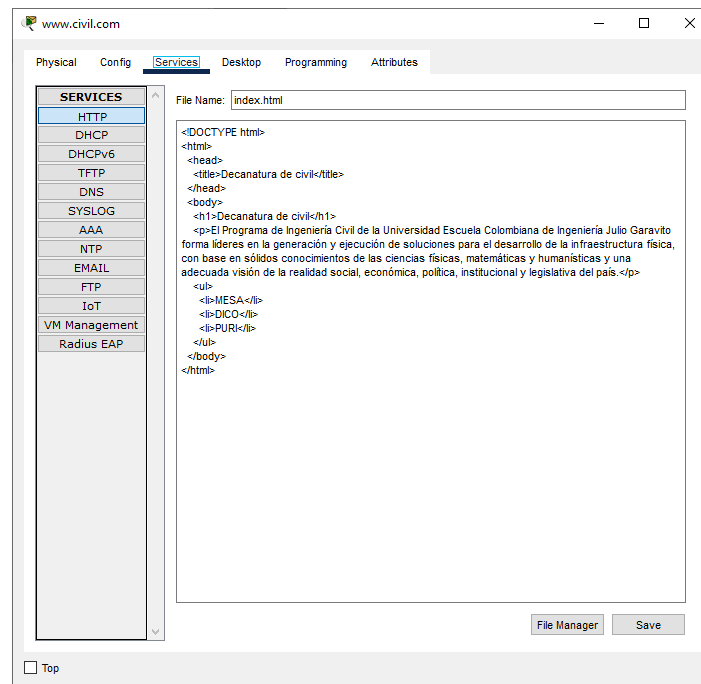 www.civil.com
Physical Config Services Desktop Programming Attributes
SERVICES
HTTP
DHCP
DHCPv6
TFTP
DNS
SYSLOG
AAA
NTP
EMAIL
FTP
IoT
VM Management
Radius EAP
File Name: index.html
<!DOCTYPE html>
<html>
<head>
<title>Decanatura de civil</title>
</head>
<body>
<h1>Decanatura de civil</h1>
<p>El Programa de Ingeniería Civil de la Universidad Escuela Colombiana de Ingeniería Julio Garavito
forma líderes en la generación y ejecución de soluciones para el desarrollo de la infraestructura física,
con base en sólidos conocimientos de las ciencias físicas, matemáticas y humanísticas y una
adecuada visión de la realidad social, económica, política, institucional y legislativa del país.</p>
<ul>
<li>MESA</li>
<li>DICO</li>
<li>PURI</li>
</ul>
</body>
</html>
File Manager Save
Top